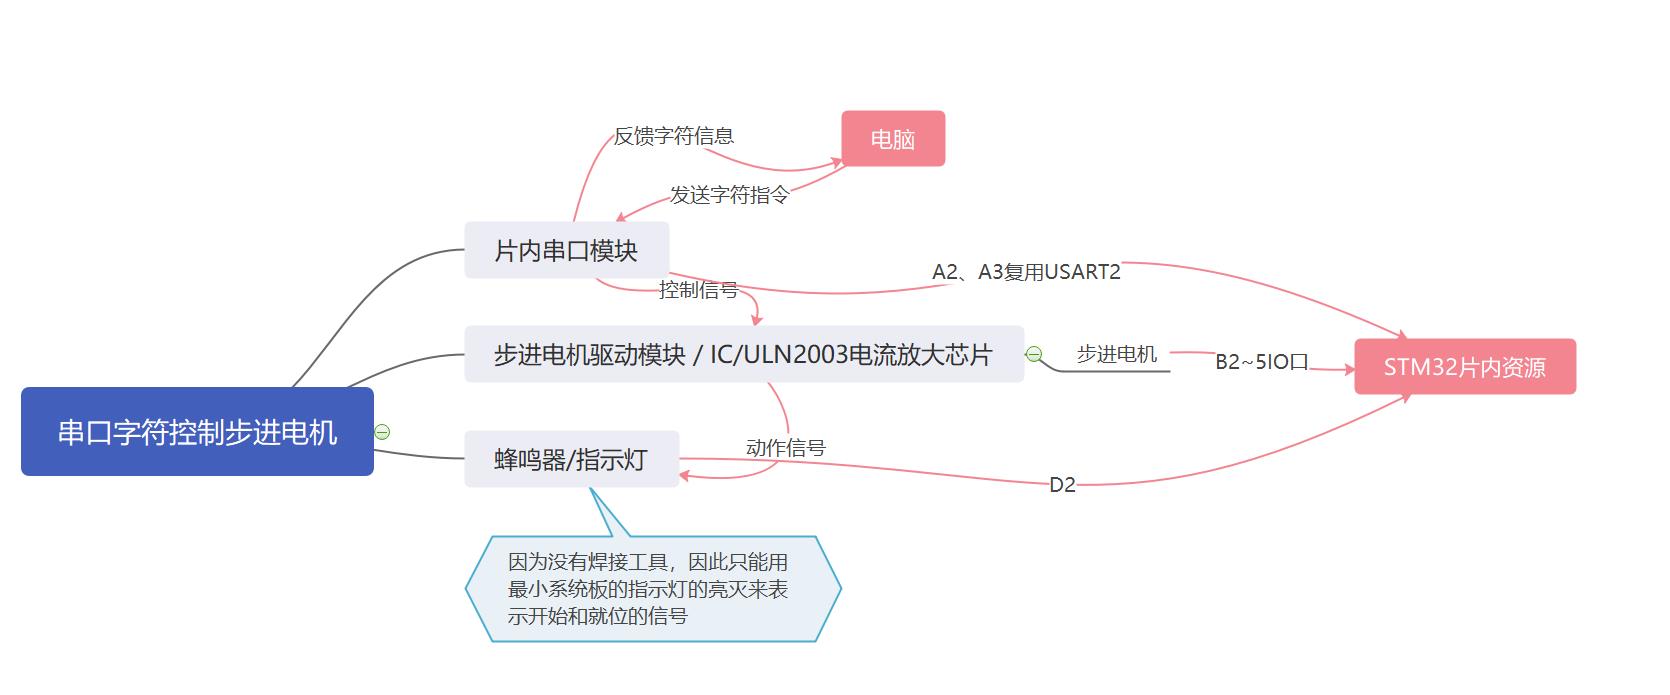 电脑
反馈字符信息
发送字符指令
片内串口模块
控制信号
A2、A3复用USART2
步进电机驱动模块 / IC/ULN2003电流放大芯片
步进电机
B2~5IO口
STM32片内资源
串口字符控制步进电机
蜂鸣器/指示灯
动作信号
D2
因为没有焊接工具，因此只能用
最小系统板的指示灯的亮灭来表
示开始和就位的信号